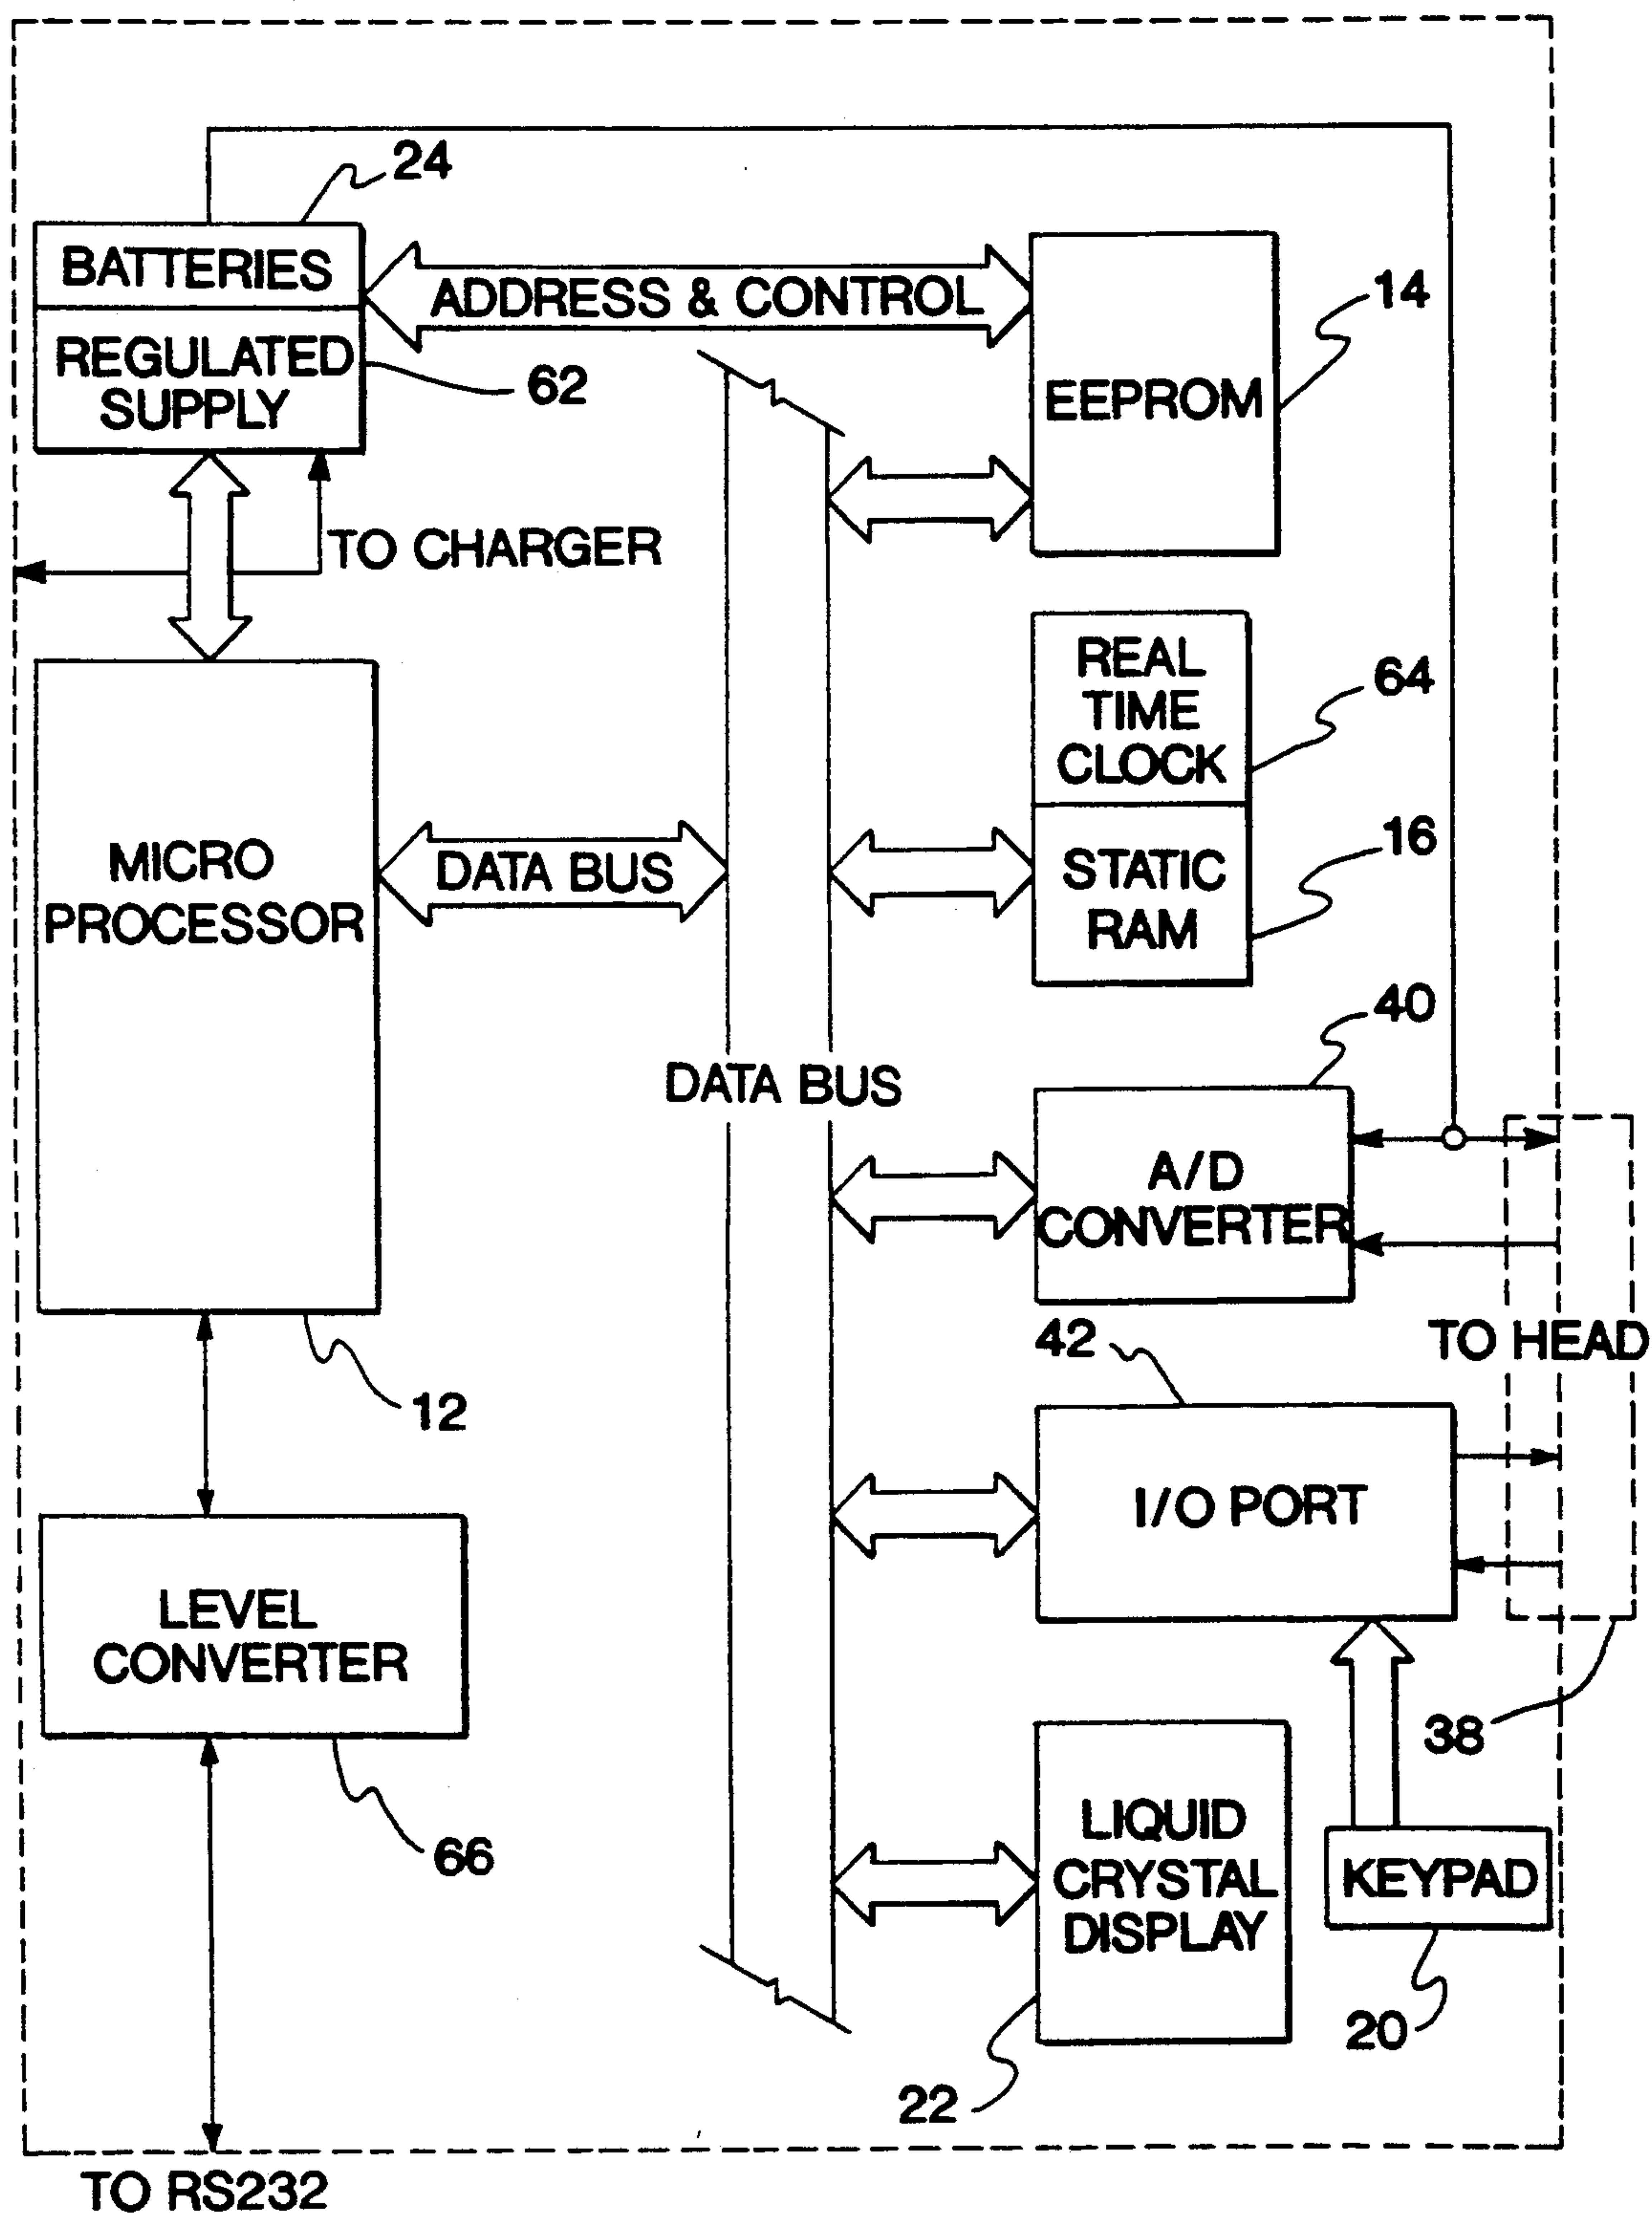 24
BATTERIES
ADDRESS & CONTROL
14
REGULATED
SUPPLY
62
EEPROM
TO CHARGER
REAL
TIME
CLOCK
64
MICRO
PROCESSOR
DATA BUS
STATIC
RAM
16
40
DATA BUS
A/D
CONVERTER
42
TO HEAD
12
I/O PORT
LEVEL
CONVERTER
38
66
LIQUID
CRYSTAL
DISPLAY
KEYPAD
20
22
TO RS232